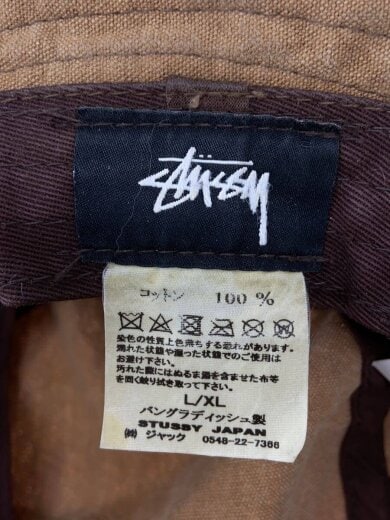 STÜSSY
コットン 100 %
染色の性質上色落ちする恐れがあります。
濡れた状態や湿った状態でのご使用は
お避け下さい。
汚れた際にはぬるま湯を含ませた布等
を固く絞り拭き取って下さい。
L/XL
バングラディッシュ製
STUSSY JAPAN
㈱ ジャック 0548-22-7366